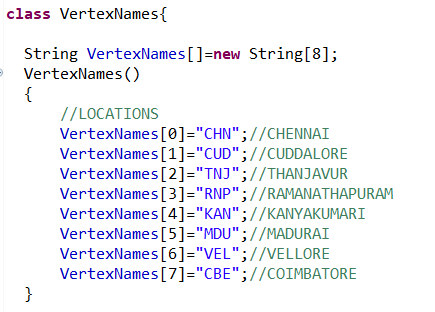 class VertexNames{
String VertexNames[]=new String[8];
VertexNames()
{
//LOCATIONS
VertexNames[0]="CHN";//CHENNAI
VertexNames[1]="CUD";//CUDDALORE
VertexNames[2]="TNJ";//THANJAVUR
VertexNames[3]="RNP";//RAMANATHAPURAM
VertexNames[4]="KAN";//KANYAKUMARI
VertexNames[5]="MDU";//MADURAI
VertexNames[6]="VEL";//VELLORE
VertexNames[7]="CBE";//COIMBATORE
}